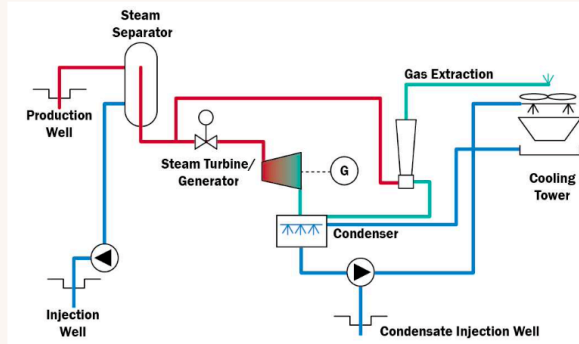 Steam
Separator
Gas Extraction
Production
Well
Steam Turbine/
Generator
G
Cooling
Tower
Condenser
Injection
Well
Condensate Injection Well